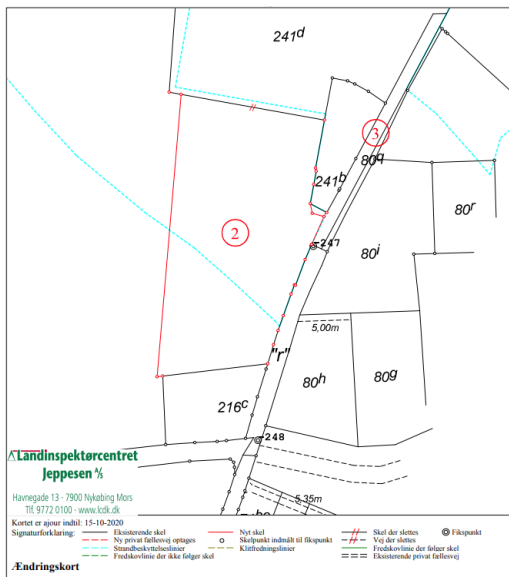 241d
3
80q
241b
80r
2
-247
80i
5,00m
"r"
80h
80g
216c
-248
Landinspektørcentret
Jeppesen A/S
Havnegade 13 - 7900 Nykøbing Mors
Tlf. 9772 0100 - www.lcdk.dk
5,35m
Kortet er ajour indtil: 15-10-2020
Signaturforklaring: Eksisterende skel Nyt skel Skel der slettes Fikspunkt
Ny privat fællesvej optages Skelpunkt indmålt til fikspunkt Vej der slettes
Strandbeskyttelseslinier Klitfredningslinier Fredskovlinie der følger skel
Fredskovlinie der ikke følger skel Eksisterende privat fællesvej
Ændringskort